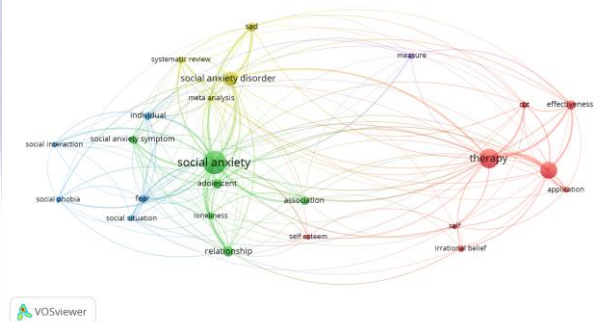 sad
systematic review
measure
social anxiety disorder
meta analysis
cbt
effectiveness
individual
social anxiety symptom
social interaction
social anxiety
therapy
adolescent
application
social phobia
fear
association
loneliness
social situation
self
self esteem
relationship
irrational belief
VOSviewer